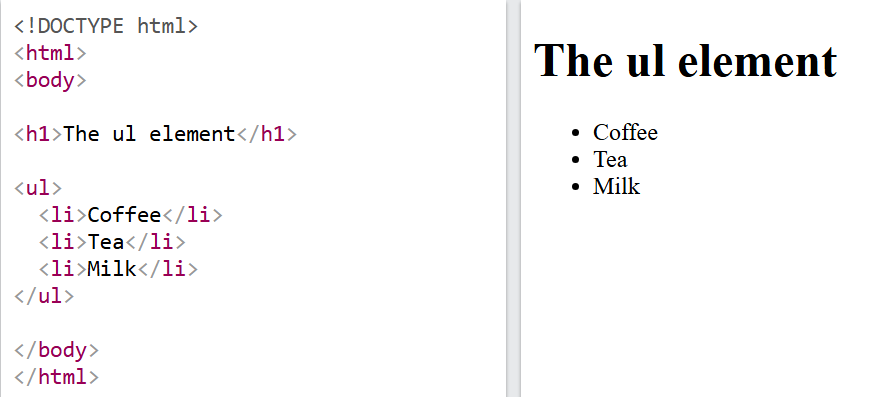 <!DOCTYPE html>
<html>
<body>
<h1>The ul element</h1>
<ul>
  <li>Coffee</li>
  <li>Tea</li>
  <li>Milk</li>
</ul>
</body>
</html>
The ul element
• Coffee
• Tea
• Milk